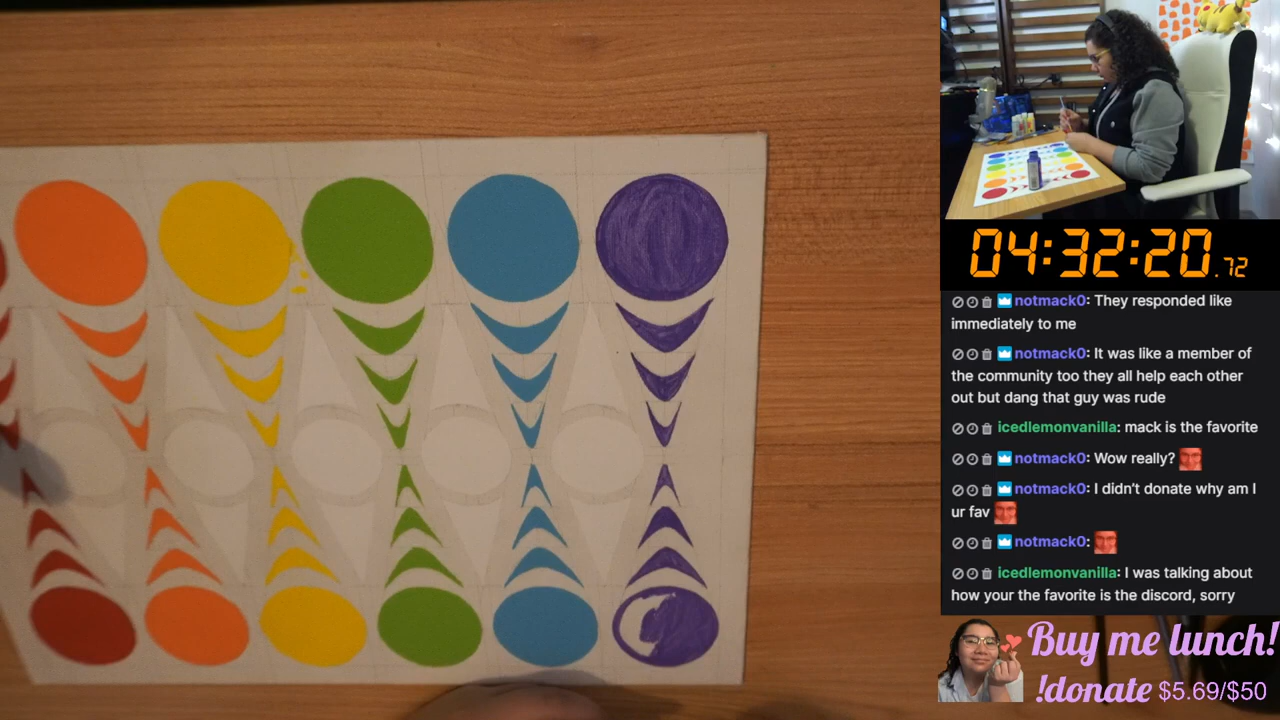 04:32:20.72
notmack0: They responded like
immediately to me
notmack0: It was like a member of
the community too they all help each other
out but dang that guy was rude
icedlemonvanilla: mack is the favorite
notmack0: Wow really?
notmack0: I didn't donate why am I
ur fav
notmack0:
icedlemonvanilla: I was talking about
how your the favorite is the discord, sorry
Buy me lunch!
!donate $5.69/$50